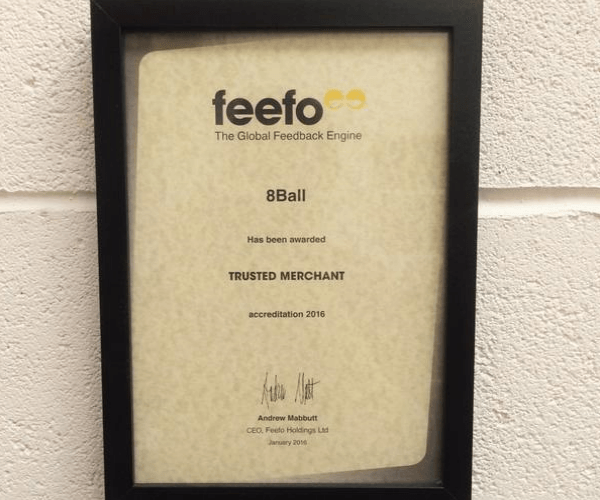 feefo
The Global Feedback Engine
8Ball
Has been awarded
TRUSTED MERCHANT
accreditation 2016
Andrew Mabbutt
CEO, Feefo Holdings Ltd
January 2016